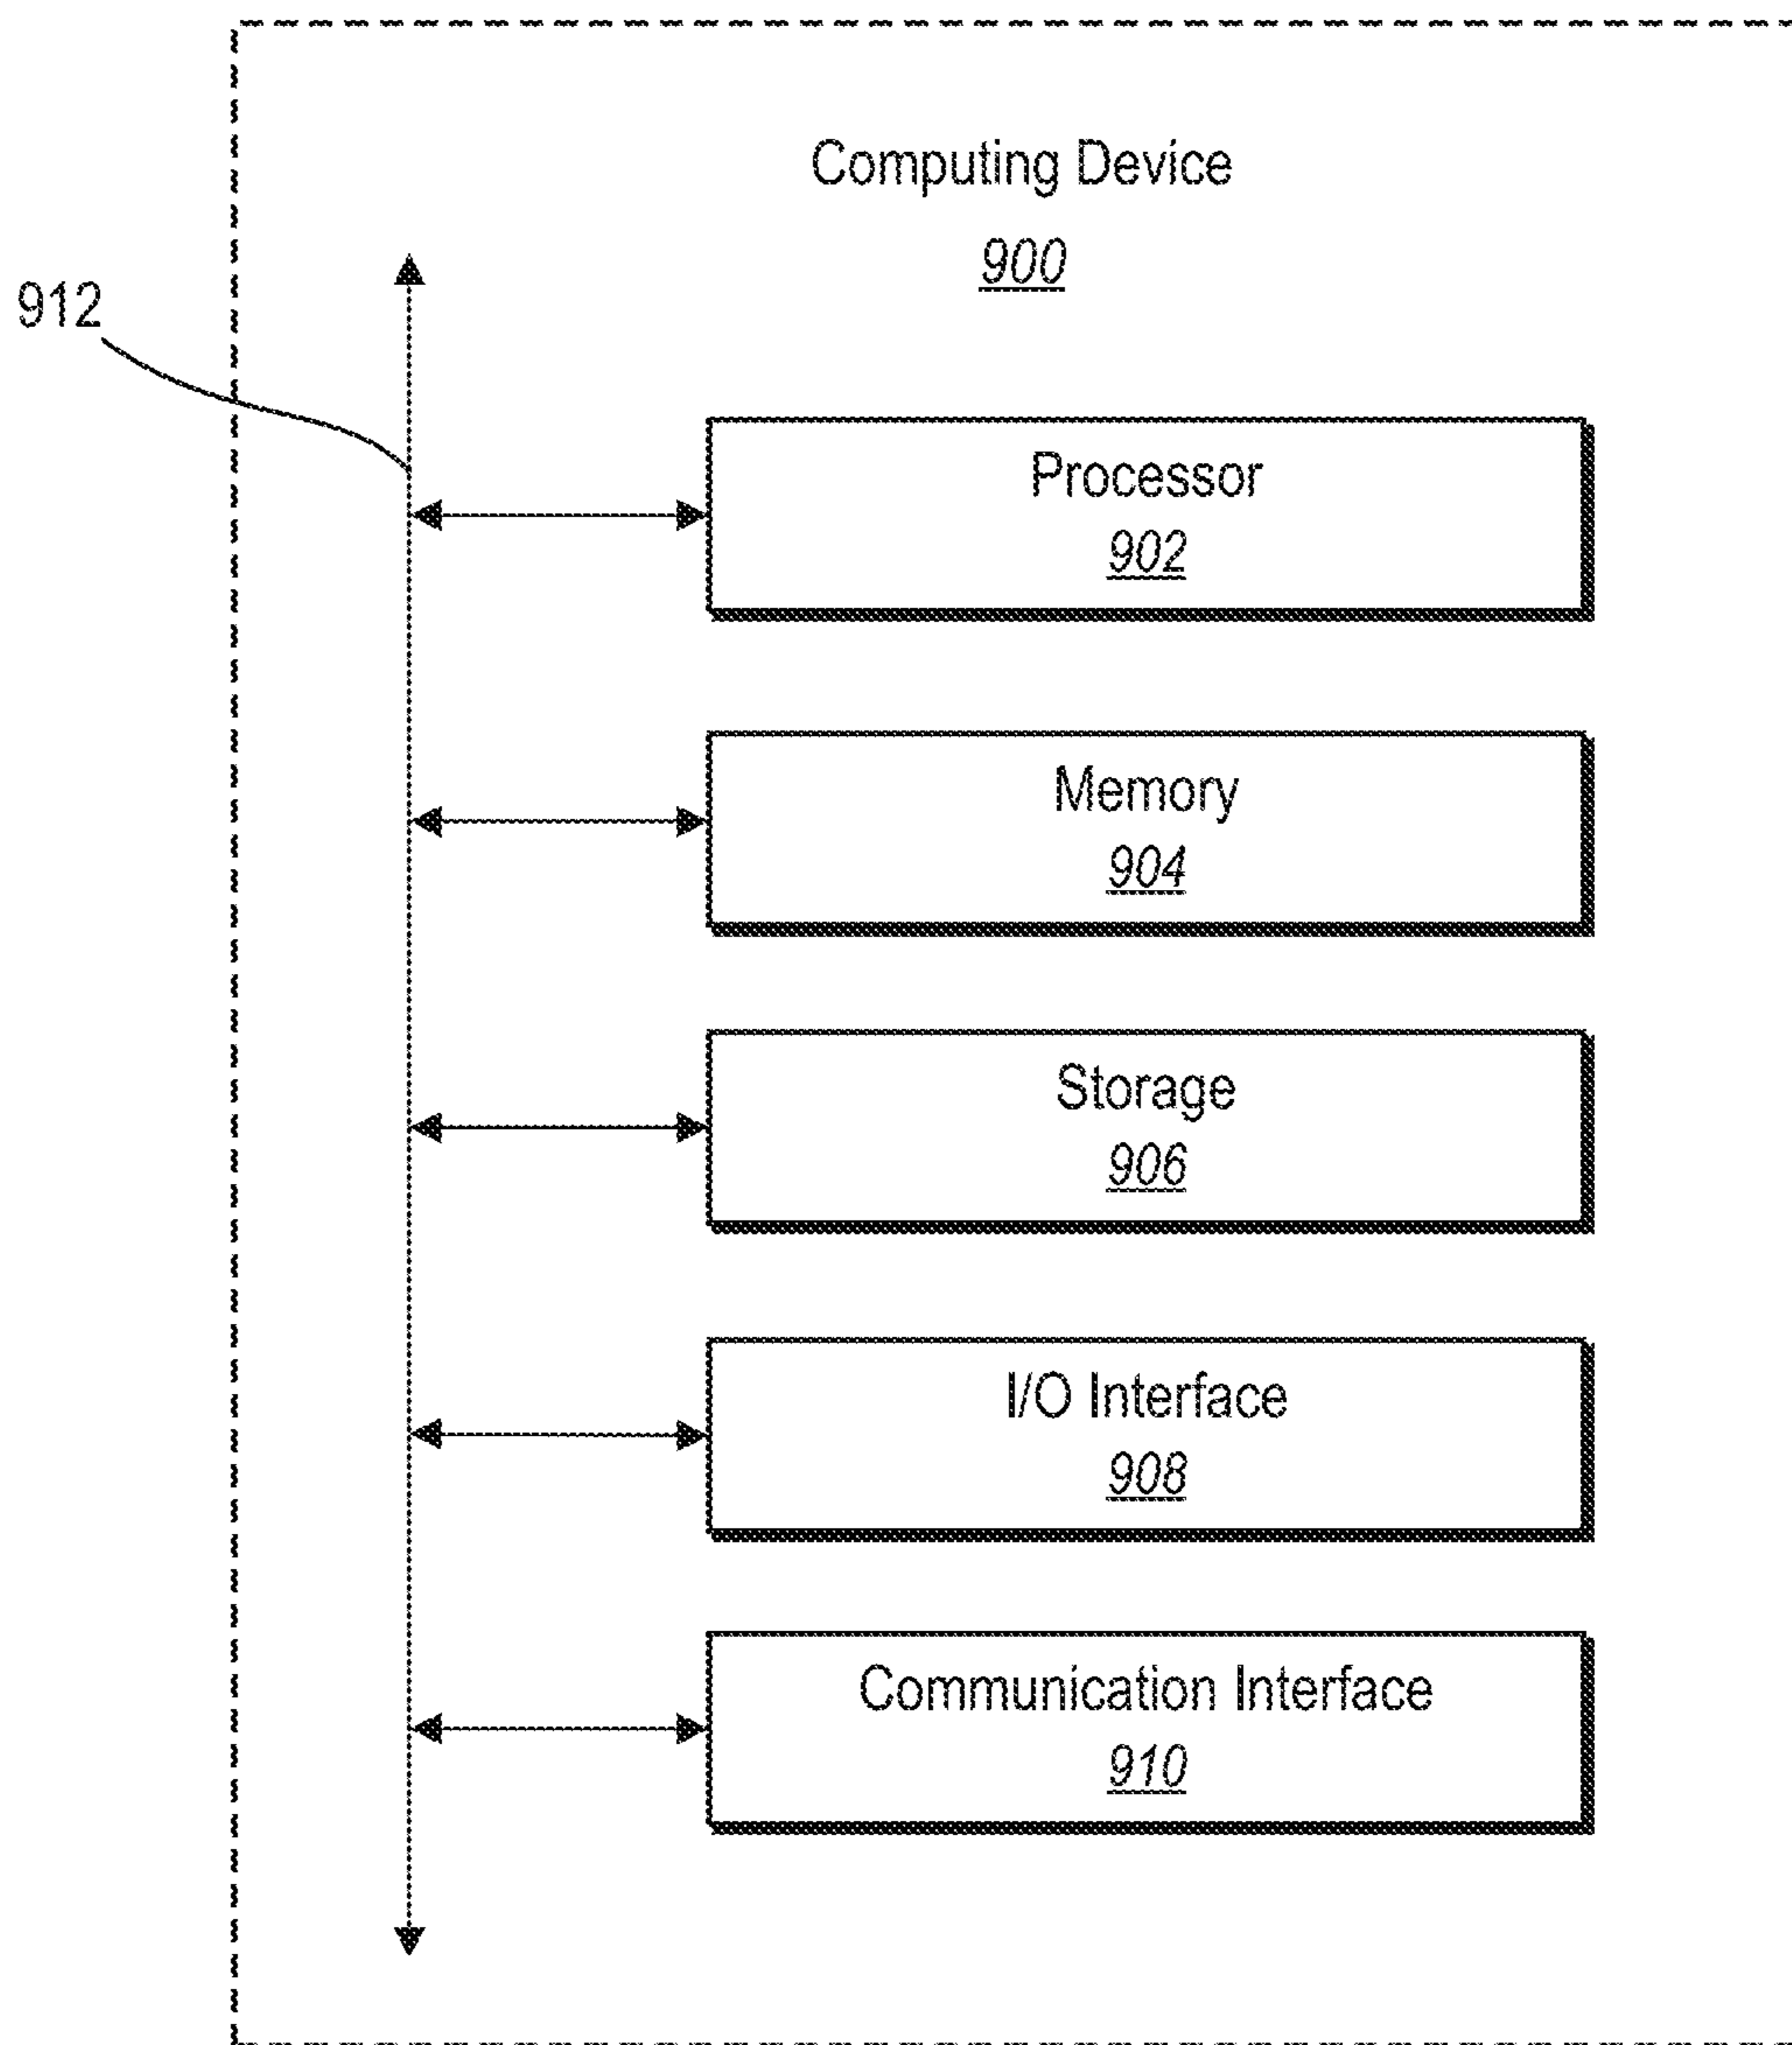 Computing Device
900
912
Processor
902
Memory
904
Storage
906
I/O Interface
908
Communication Interface
910